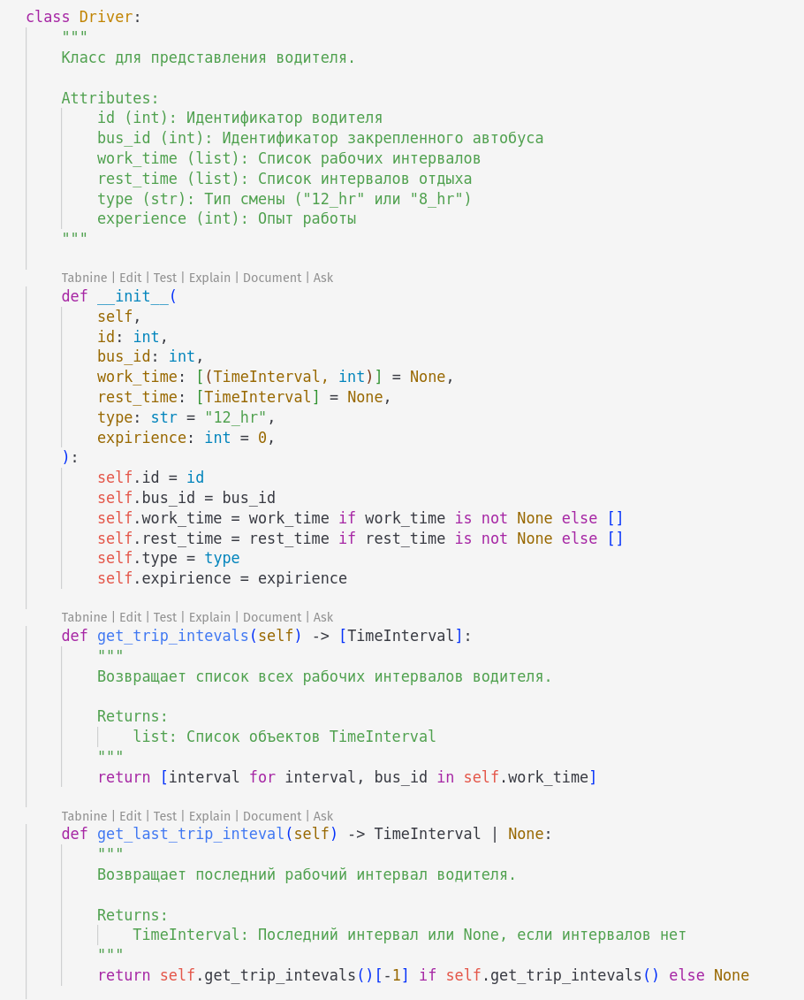 class Driver:
    """
    Класс для представления водителя.

    Attributes:
        id (int): Идентификатор водителя
        bus_id (int): Идентификатор закрепленного автобуса
        work_time (list): Список рабочих интервалов
        rest_time (list): Список интервалов отдыха
        type (str): Тип смены ("12_hr" или "8_hr")
        experience (int): Опыт работы
    """

    Tabnine | Edit | Test | Explain | Document | Ask
    def __init__(
        self,
        id: int,
        bus_id: int,
        work_time: [(TimeInterval, int)] = None,
        rest_time: [TimeInterval] = None,
        type: str = "12_hr",
        expirience: int = 0,
    ):
        self.id = id
        self.bus_id = bus_id
        self.work_time = work_time if work_time is not None else []
        self.rest_time = rest_time if rest_time is not None else []
        self.type = type
        self.expirience = expirience

    Tabnine | Edit | Test | Explain | Document | Ask
    def get_trip_intevals(self) -> [TimeInterval]:
        """
        Возвращает список всех рабочих интервалов водителя.

        Returns:
            list: Список объектов TimeInterval
        """
        return [interval for interval, bus_id in self.work_time]

    Tabnine | Edit | Test | Explain | Document | Ask
    def get_last_trip_inteval(self) -> TimeInterval | None:
        """
        Возвращает последний рабочий интервал водителя.

        Returns:
            TimeInterval: Последний интервал или None, если интервалов нет
        """
        return self.get_trip_intevals()[-1] if self.get_trip_intevals() else None